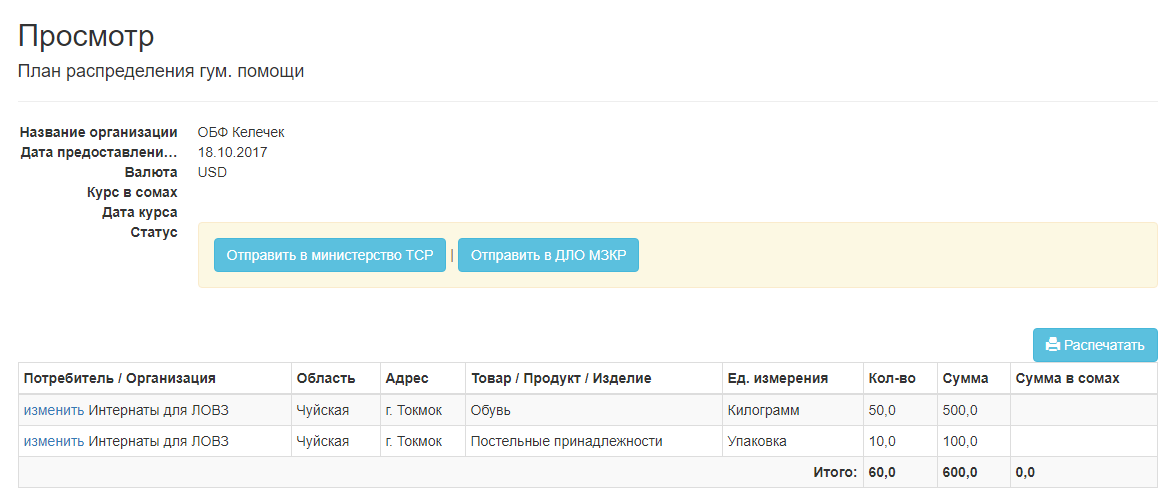 Просмотр
План распределения гум. помощи
Название организации ОБФ Келечек
Дата предоставлени... 18.10.2017
Валюта USD
Курс в сомах
Дата курса
Статус
Отправить в министерство ТСР | Отправить в ДЛО МЗКР
Распечатать
Потребитель / Организация Область Адрес Товар / Продукт / Изделие Ед. измерения Кол-во Сумма Сумма в сомах
изменить Интернаты для ЛОВЗ Чуйская г. Токмок Обувь Килограмм 50,0 500,0
изменить Интернаты для ЛОВЗ Чуйская г. Токмок Постельные принадлежности Упаковка 10,0 100,0
Итого: 60,0 600,0 0,0